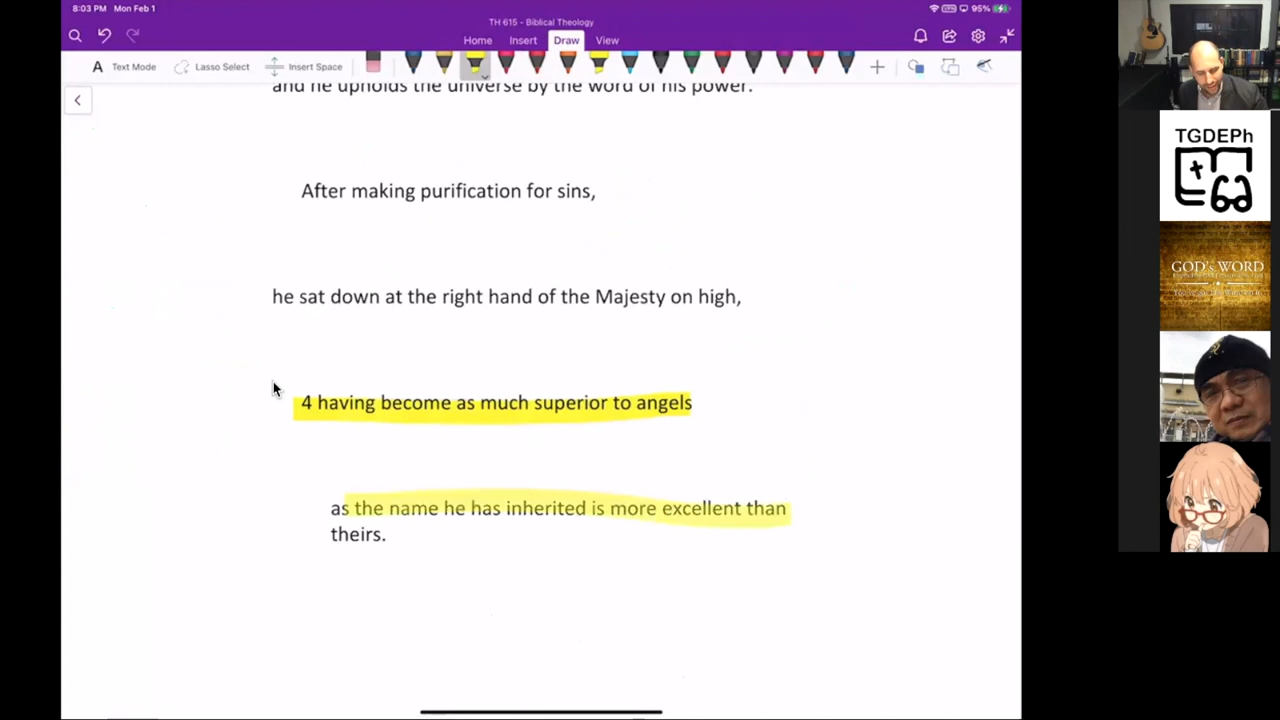 8:03 PM Mon Feb 1
95%
TH 615 - Biblical Theology
Home Insert Draw View
Text Mode Lasso Select Insert Space
and he upholds the universe by the word of his power.
After making purification for sins,
he sat down at the right hand of the Majesty on high,
4 having become as much superior to angels
as the name he has inherited is more excellent than
theirs.
TGDEPh
GOD's WORD